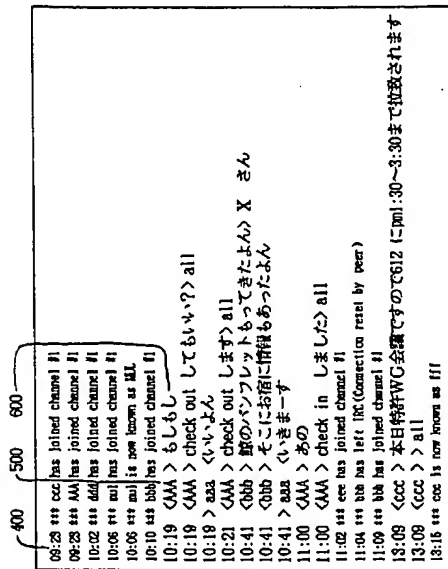 400
500
600
09:23 *** ccc has joined channel #1
09:23 *** AAA has joined channel #1
10:02 *** ddd has joined channel #1
10:06 *** nul has joined channel #1
10:06 *** nul is now known as
10:10 *** bbb has joined channel #1
10:19 <AAA> もしもし
10:19 <AAA> check out してもいい?> all
10:19 > aaa <いいよん
10:21 <AAA> check out します> all
10:41 <bbb> 館のパンフレットもってきたよん> X さん
10:41 <bbb> そこにお宿に情報もあったよん
10:41 > aaa <いきまーす
11:00 <AAA> あの
11:00 <AAA> check in しました> all
11:02 *** eee has joined channel #1
11:04 *** bbb has left IRC(Connection reset by peer)
11:09 *** bbb has joined channel #1
13:09 <ccc> 本日特許WG会議ですので612 にpm1:30~3:30まで拉致されます
13:09 <ccc> > all
13:15 *** ccc is now known as fff